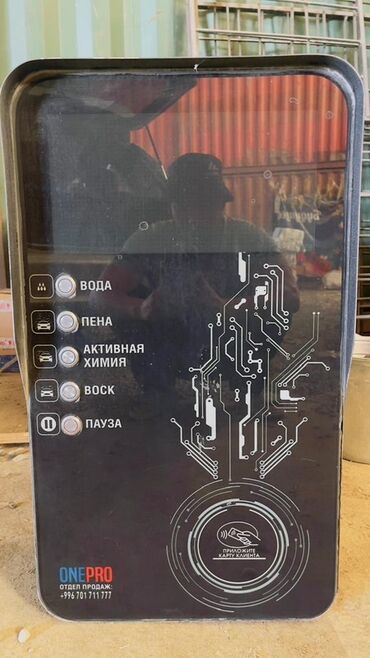 ВОДА
ПЕНА
АКТИВНАЯ
ХИМИЯ
ВОСК
ПАУЗА
ПРИЛОЖИТЕ
КАРТУ КЛИЕНТА
ONEPRO
ОТДЕЛ ПРОДАЖ:
+996 701 711 777